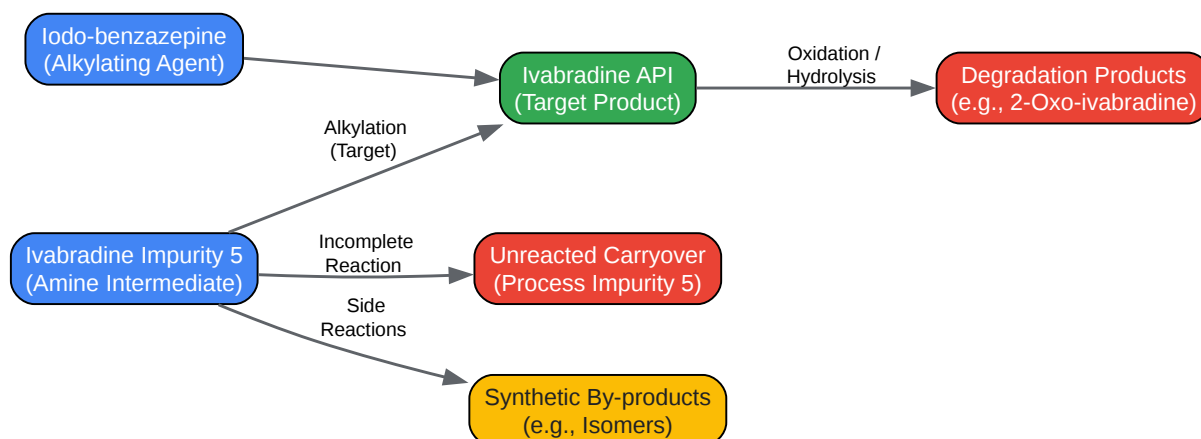 Iodo-benzazepine
(Alkylating Agent)
Ivabradine API
(Target Product)
Oxidation /
Hydrolysis
Degradation Products
(e.g., 2-Oxo-ivabradine)
Alkylation
(Target)
Ivabradine Impurity 5
(Amine Intermediate)
Incomplete
Reaction
Unreacted Carryover
(Process Impurity 5)
Side
Reactions
Synthetic By-products
(e.g., Isomers)